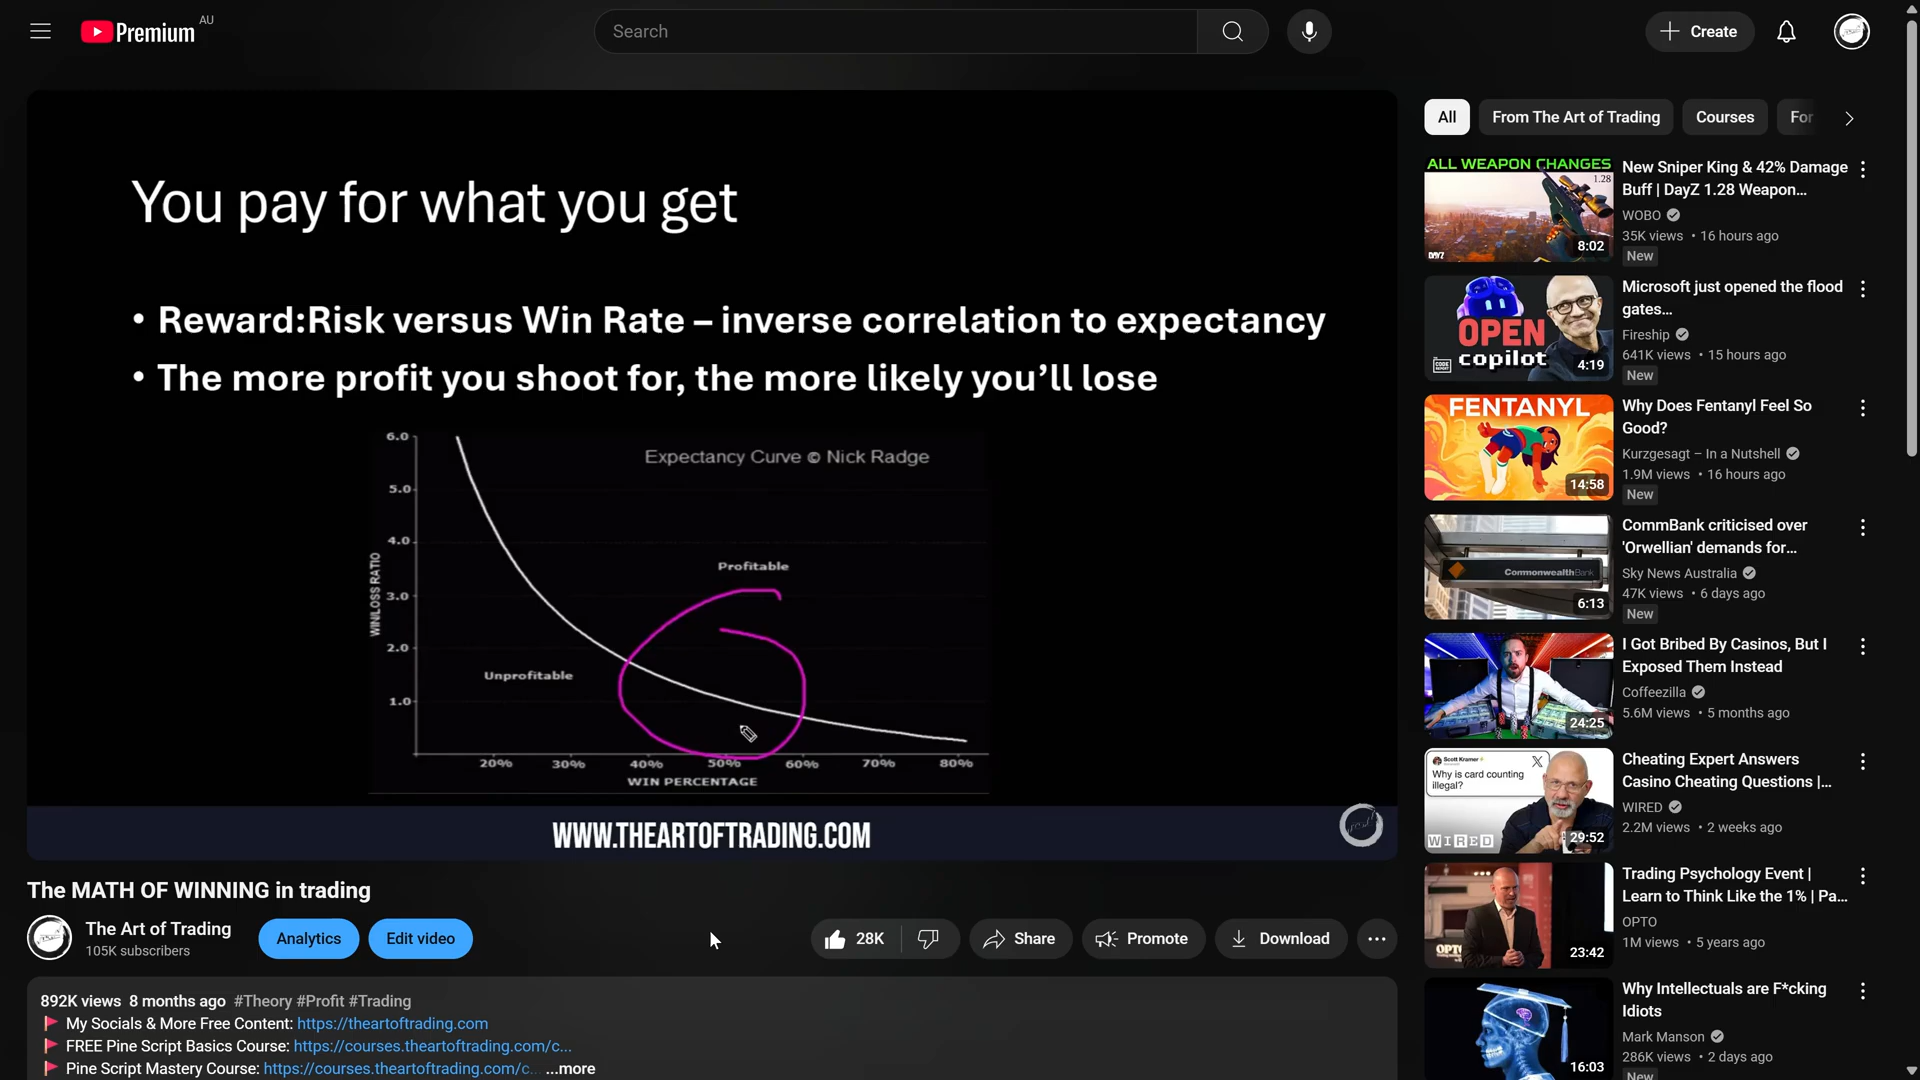 Premium
AU
Search
Create
You pay for what you get
• Reward:Risk versus Win Rate – inverse correlation to expectancy
• The more profit you shoot for, the more likely you'll lose
Expectancy Curve © Nick Radge
6.0
5.0
4.0
3.0
2.0
1.0
WIN/LOSS RATIO
Profitable
Unprofitable
20% 30% 40% 50% 60% 70% 80%
WIN PERCENTAGE
WWW.THEARTOFTRADING.COM
The MATH OF WINNING in trading
The Art of Trading
105K subscribers
Analytics
Edit video
28K
Share
Promote
Download
892K views 8 months ago #Theory #Profit #Trading
My Socials & More Free Content: https://theartoftrading.com
FREE Pine Script Basics Course: https://courses.theartoftrading.com/c...
Pine Script Mastery Course: https://courses.theartoftrading.com/c... ...more
All
From The Art of Trading
Courses
For
ALL WEAPON CHANGES
1.28
DAYZ
8:02
New Sniper King & 42% Damage
Buff | DayZ 1.28 Weapon...
WOBO
35K views • 16 hours ago
New
OPEN
copilot
4:19
Microsoft just opened the flood
gates...
Fireship
641K views • 15 hours ago
New
FENTANYL
14:58
Why Does Fentanyl Feel So
Good?
Kurzgesagt – In a Nutshell
1.9M views • 16 hours ago
New
CommonwealthBank
6:13
CommBank criticised over
'Orwellian' demands for...
Sky News Australia
47K views • 6 days ago
New
24:25
I Got Bribed By Casinos, But I
Exposed Them Instead
Coffeezilla
5.6M views • 5 months ago
Scott Kramer
Why is card counting
illegal?
WIRED
29:52
Cheating Expert Answers
Casino Cheating Questions |...
WIRED
2.2M views • 2 weeks ago
OPTO
23:42
Trading Psychology Event |
Learn to Think Like the 1% | Pa...
OPTO
1M views • 5 years ago
16:03
Why Intellectuals are F*cking
Idiots
Mark Manson
286K views • 2 days ago
New